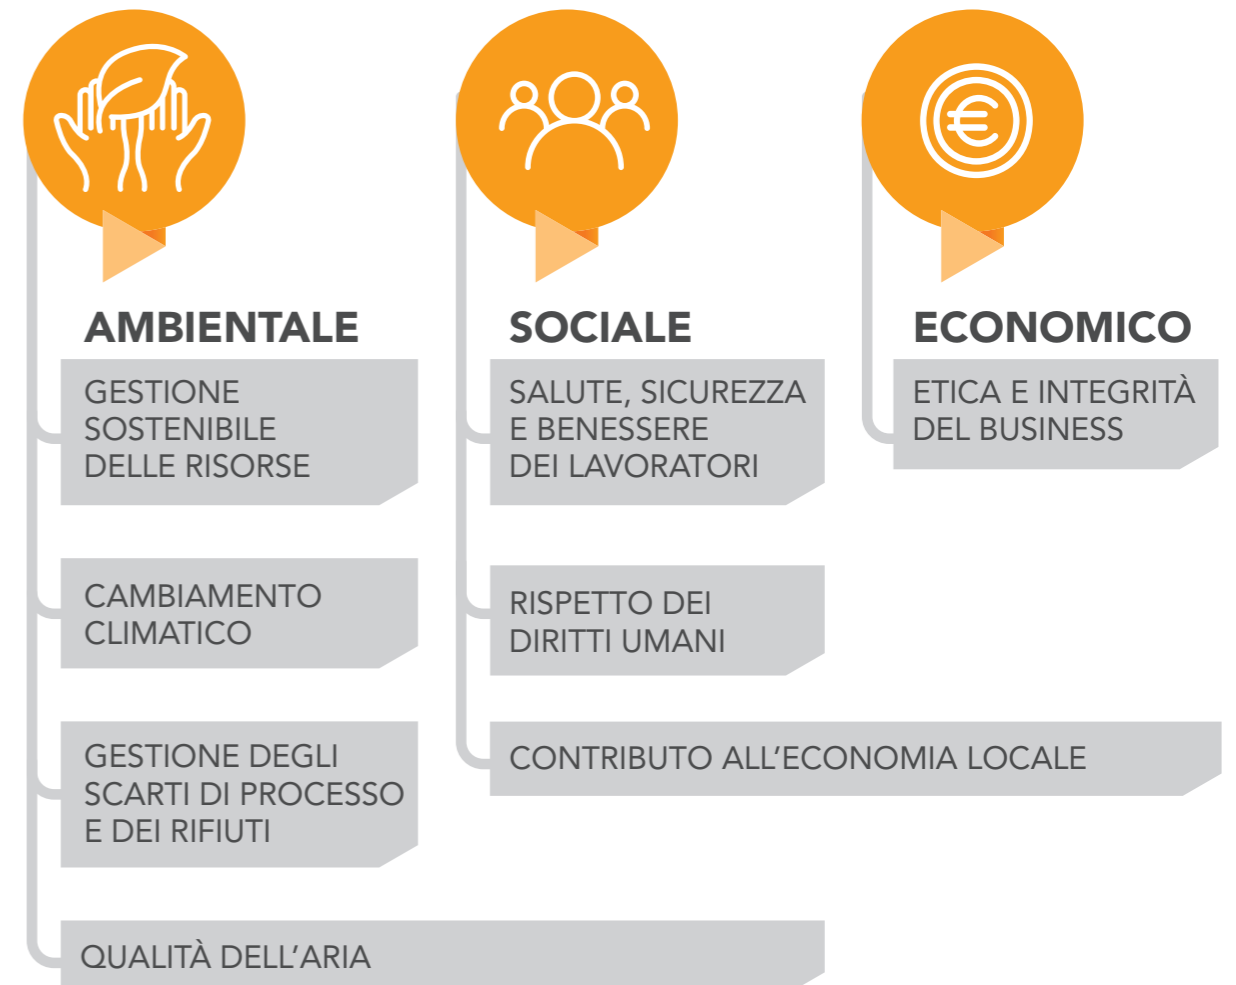 AMBIENTALE
GESTIONE
SOSTENIBILE
DELLE RISORSE
CAMBIAMENTO
CLIMATICO
GESTIONE DEGLI
SCARTI DI PROCESSO
E DEI RIFIUTI
QUALITÀ DELL’ARIA
SOCIALE
SALUTE, SICUREZZA
E BENESSERE
DEI LAVORATORI
RISPETTO DEI
DIRITTI UMANI
CONTRIBUTO ALL’ECONOMIA LOCALE
ECONOMICO
ETICA E INTEGRITÀ
DEL BUSINESS